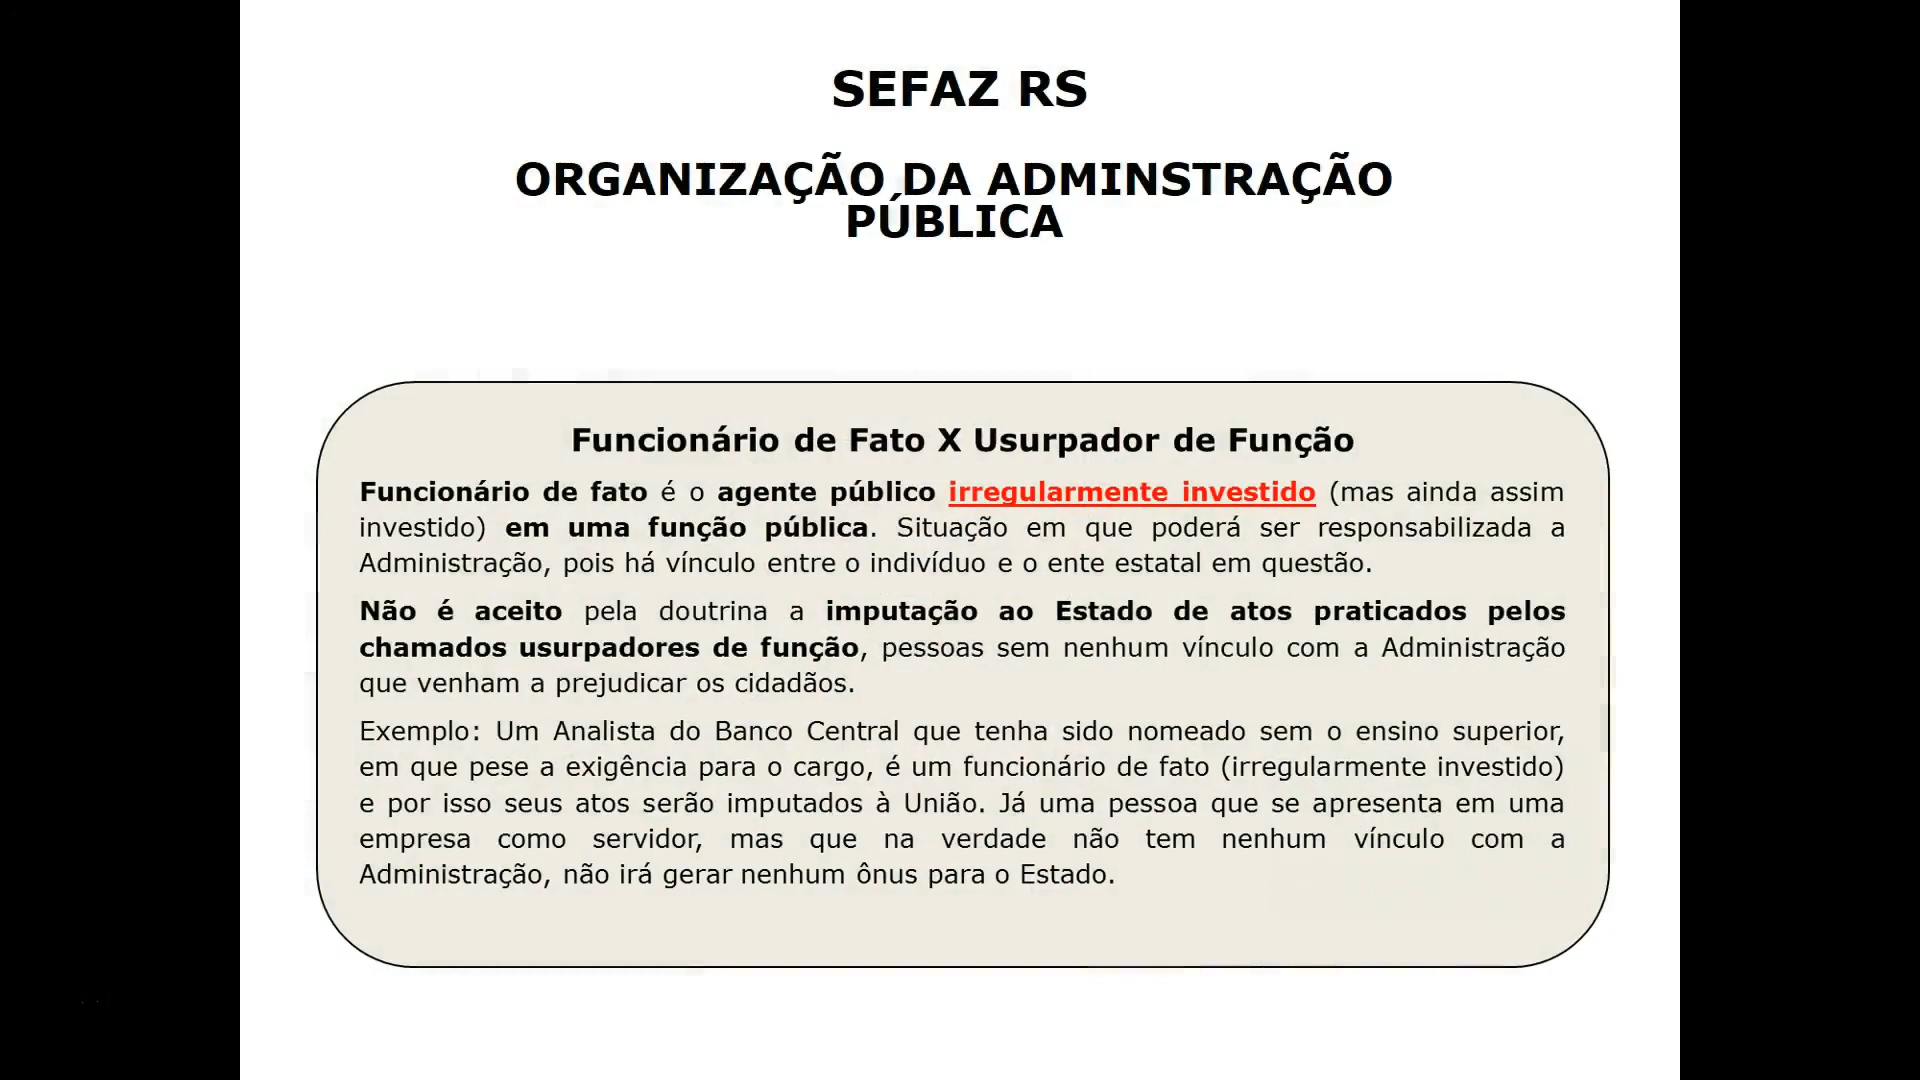 SEFAZ RS
ORGANIZAÇÃO DA ADMINSTRAÇÃO
PÚBLICA
Funcionário de Fato X Usurpador de Função
Funcionário de fato é o agente público irregularmente investido (mas ainda assim
investido) em uma função pública. Situação em que poderá ser responsabilizada a
Administração, pois há vínculo entre o indivíduo e o ente estatal em questão.
Não é aceito pela doutrina a imputação ao Estado de atos praticados pelos
chamados usurpadores de função, pessoas sem nenhum vínculo com a Administração
que venham a prejudicar os cidadãos.
Exemplo: Um Analista do Banco Central que tenha sido nomeado sem o ensino superior,
em que pese a exigência para o cargo, é um funcionário de fato (irregularmente investido)
e por isso seus atos serão imputados à União. Já uma pessoa que se apresenta em uma
empresa como servidor, mas que na verdade não tem nenhum vínculo com a
Administração, não irá gerar nenhum ônus para o Estado.